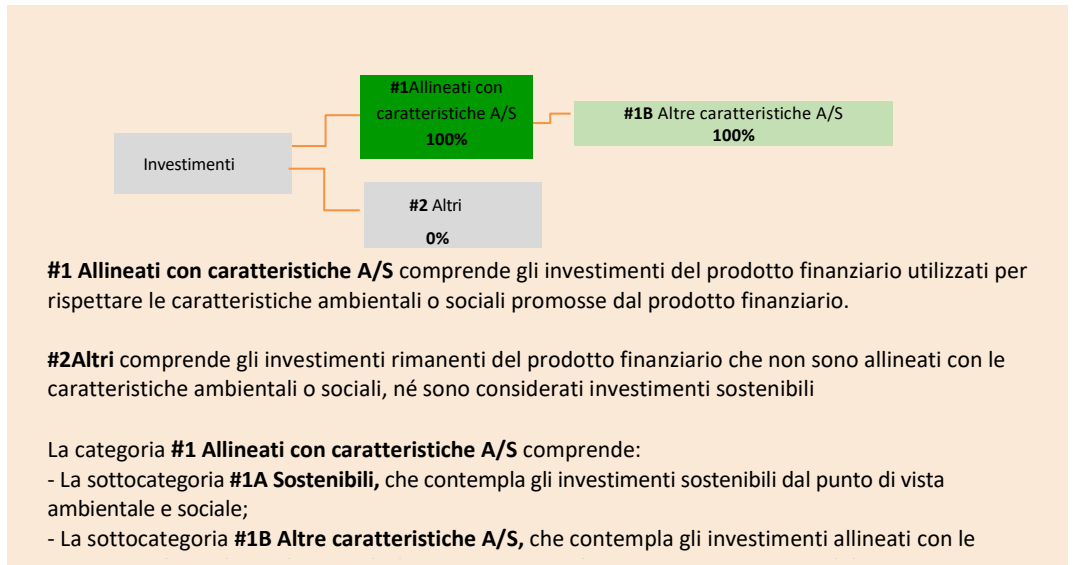 #1Allineati con
caratteristiche A/S
100%
#1B Altre caratteristiche A/S
100%
Investimenti
#2 Altri
0%
#1 Allineati con caratteristiche A/S comprende gli investimenti del prodotto finanziario utilizzati per
rispettare le caratteristiche ambientali o sociali promosse dal prodotto finanziario.
#2Altri comprende gli investimenti rimanenti del prodotto finanziario che non sono allineati con le
caratteristiche ambientali o sociali, né sono considerati investimenti sostenibili
La categoria #1 Allineati con caratteristiche A/S comprende:
- La sottocategoria #1A Sostenibili, che contempla gli investimenti sostenibili dal punto di vista
ambientale e sociale;
- La sottocategoria #1B Altre caratteristiche A/S, che contempla gli investimenti allineati con le